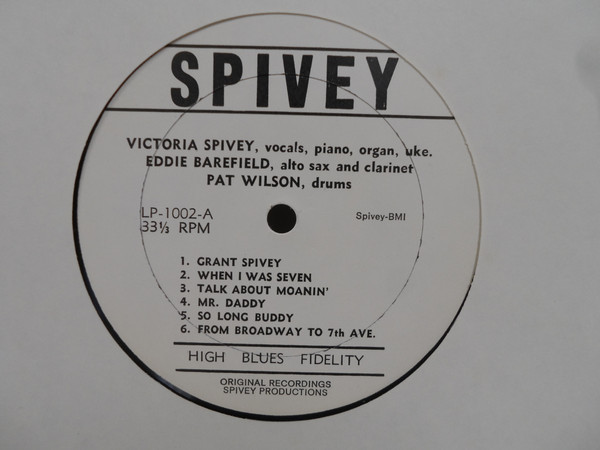 SPIVEY
VICTORIA SPIVEY, vocals, piano, organ, uke.
EDDIE BAREFIELD, alto sax and clarinet
PAT WILSON, drums
LP-1002-A
33⅓ RPM
Spivey-BMI
1. GRANT SPIVEY
2. WHEN I WAS SEVEN
3. TALK ABOUT MOANIN'
4. MR. DADDY
5. SO LONG BUDDY
6. FROM BROADWAY TO 7th AVE.
HIGH BLUES FIDELITY
ORIGINAL RECORDINGS
SPIVEY PRODUCTIONS